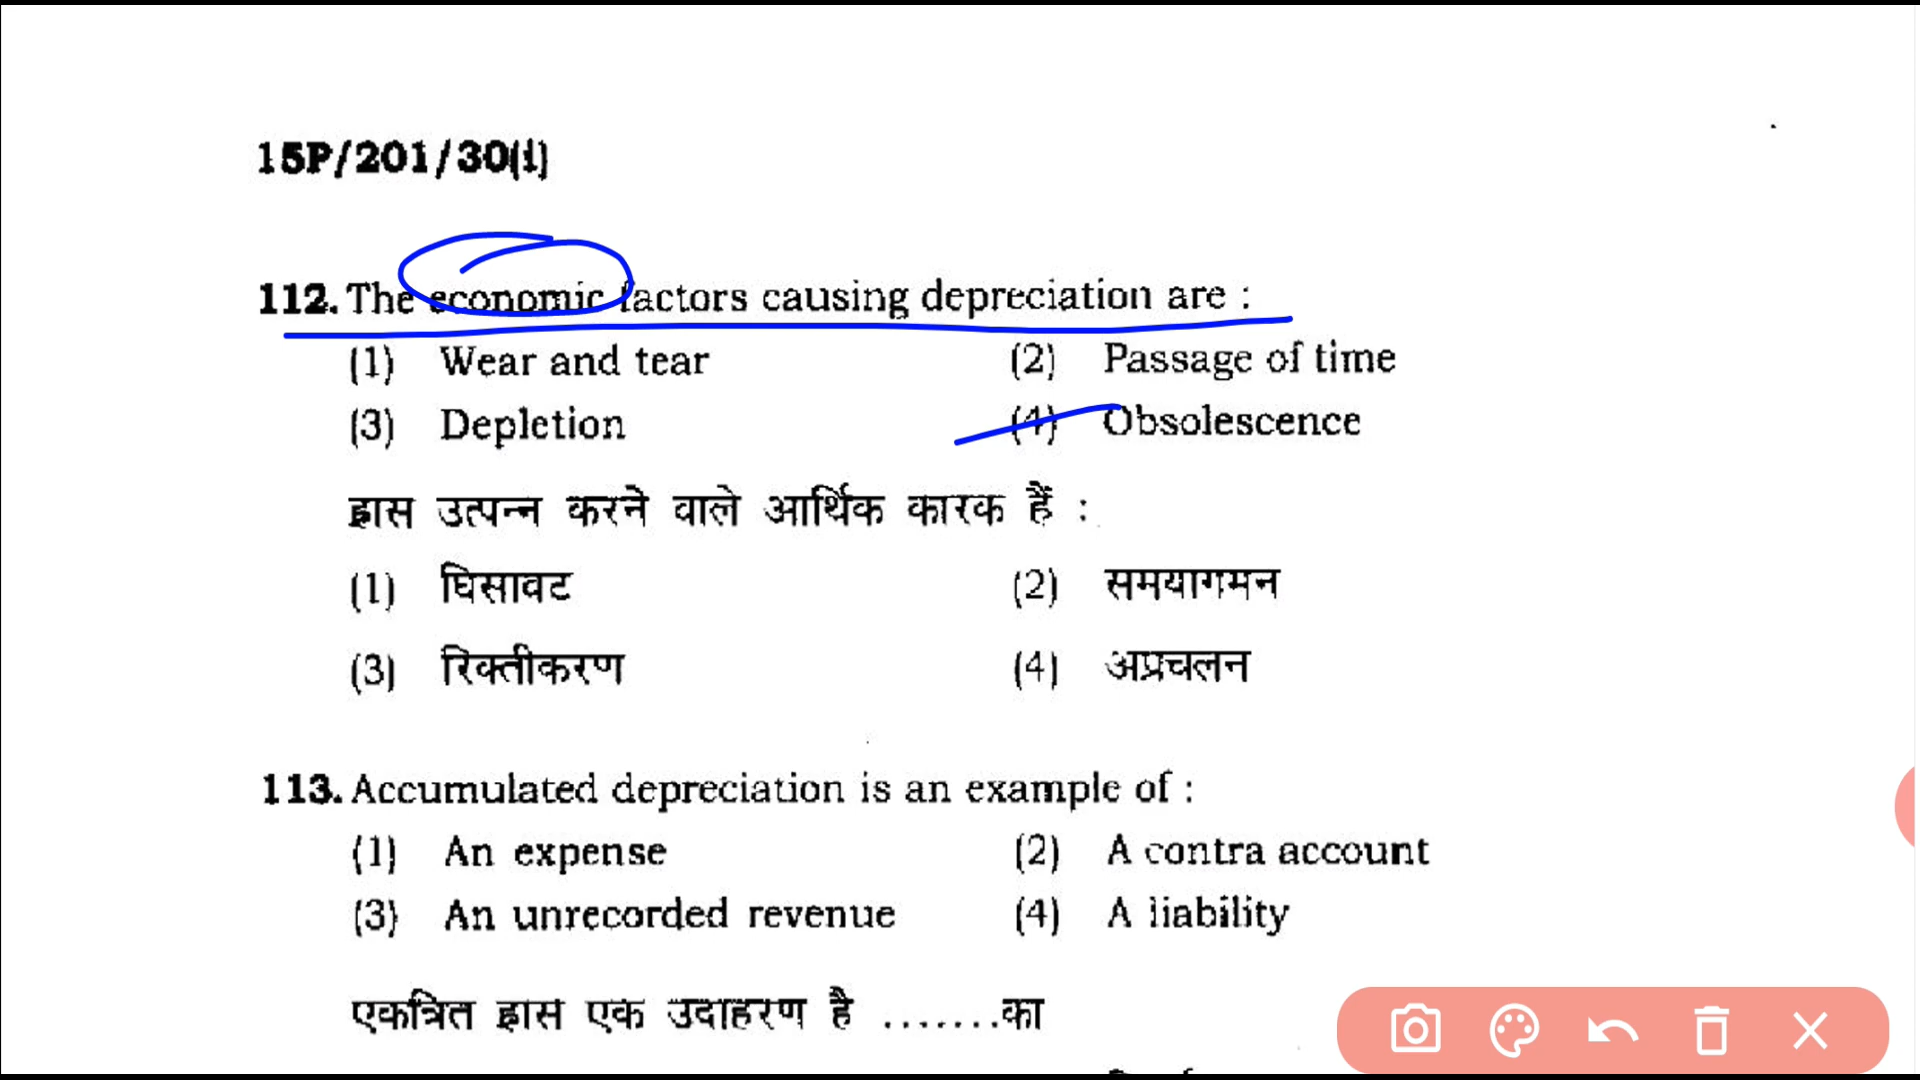 15P/201/30(i)
112. The economic factors causing depreciation are :
(1) Wear and tear (2) Passage of time
(3) Depletion (4) Obsolescence
ह्रास उत्पन्न करने वाले आर्थिक कारक हैं :
(1) घिसावट (2) समयागमन
(3) रिक्तीकरण (4) अप्रचलन
113. Accumulated depreciation is an example of :
(1) An expense (2) A contra account
(3) An unrecorded revenue (4) A liability
एकत्रित ह्रास एक उदाहरण है .......का